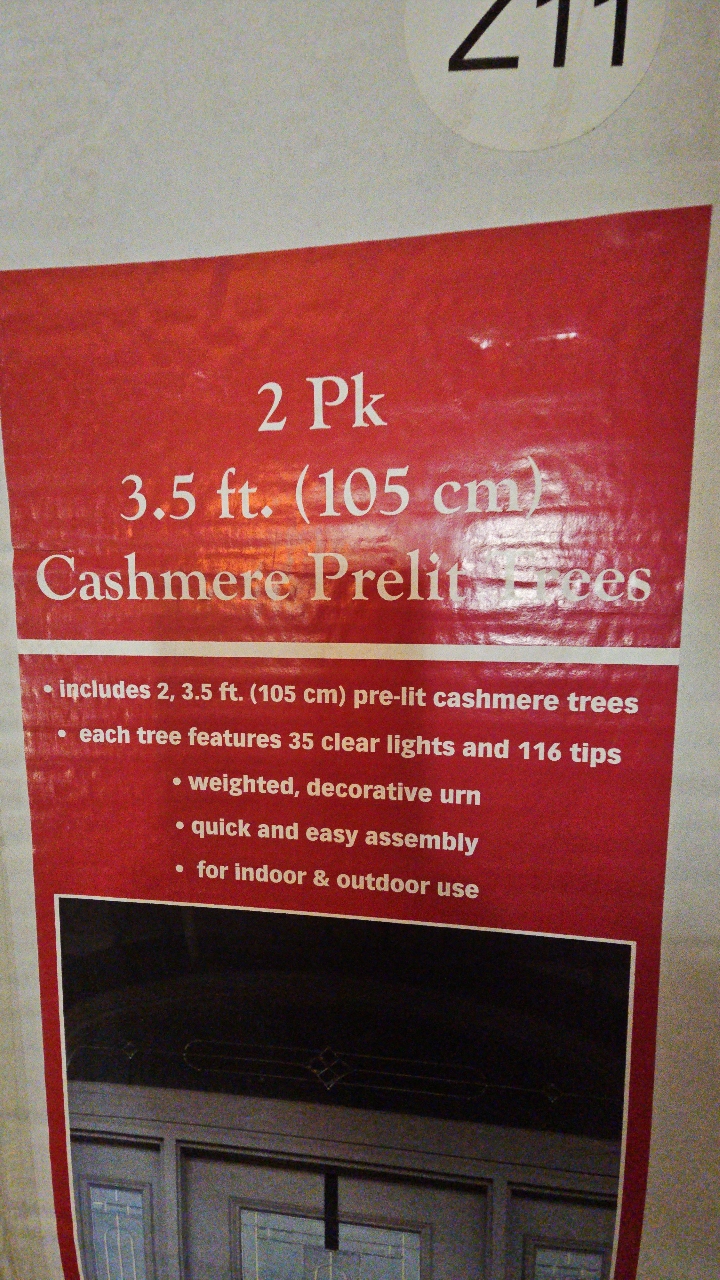 211
2 Pk
3.5 ft. (105 cm)
Cashmere Prelit Trees
• includes 2, 3.5 ft. (105 cm) pre-lit cashmere trees
• each tree features 35 clear lights and 116 tips
• weighted, decorative urn
• quick and easy assembly
• for indoor & outdoor use